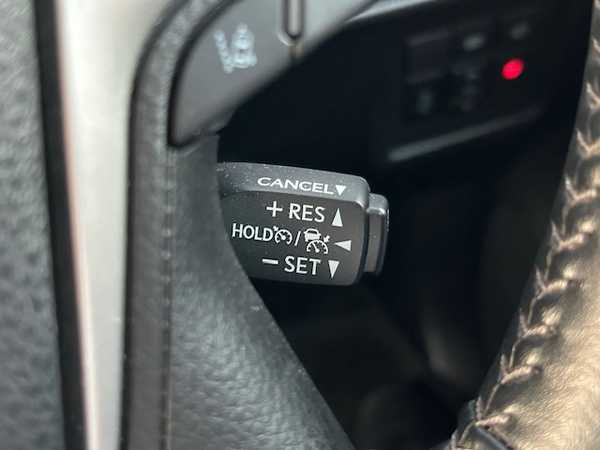 CANCEL▼
+ RES ▲
HOLD / ◄
− SET ▼